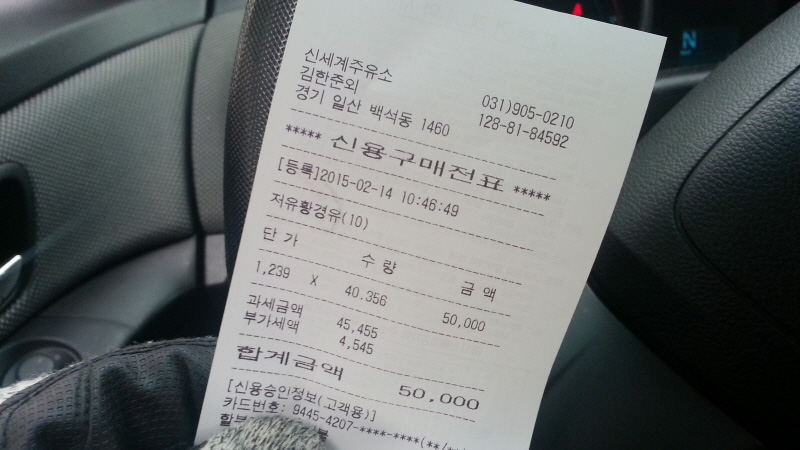 신세계주유소
김한준외 031)905-0210
경기 일산 백석동 1460 128-81-84592
***** 신용구매전표 *****
[등록]2015-02-14 10:46:49
저유황경유(10)
단 가 수 량 금 액
1,239 X 40.356 50,000
과세금액 45,455
부가세액 4,545
합계금액 50,000
[신용승인정보(고객용)]
카드번호: 9445-4207-****-****(**/**
N